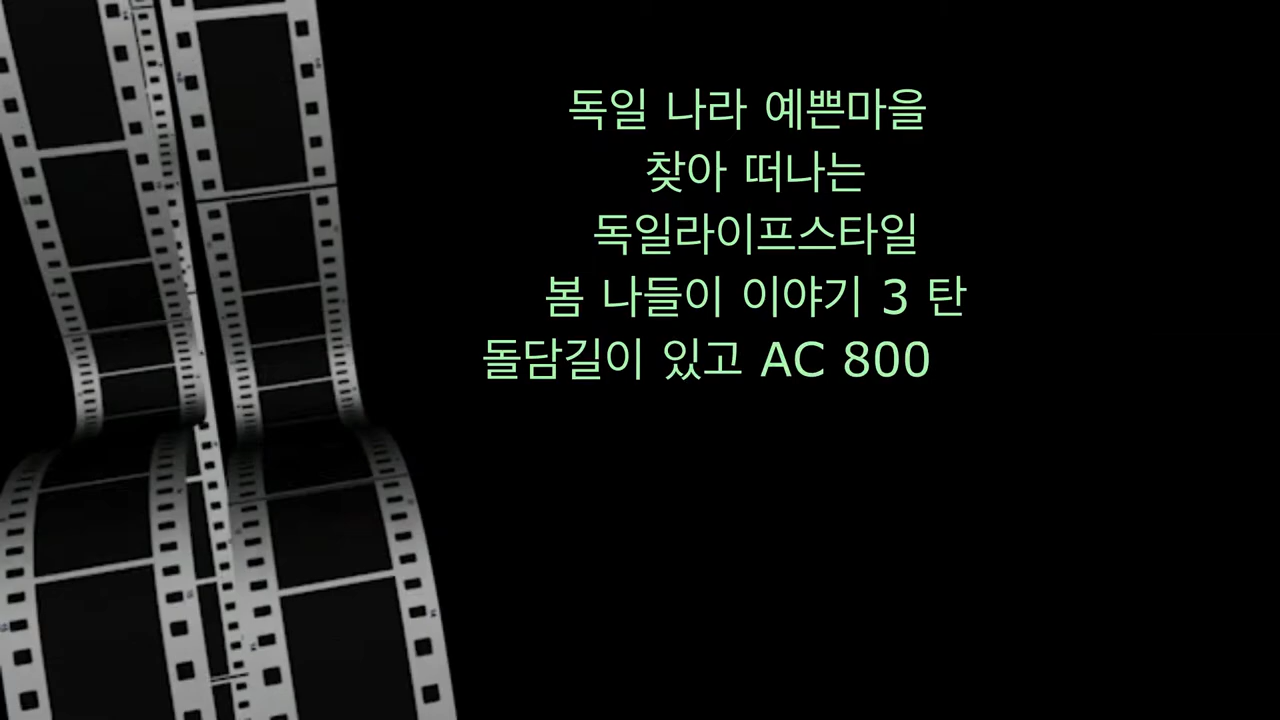 독일 나라 예쁜마을
찾아 떠나는
독일라이프스타일
봄 나들이 이야기 3 탄
돌담길이 있고 AC 800